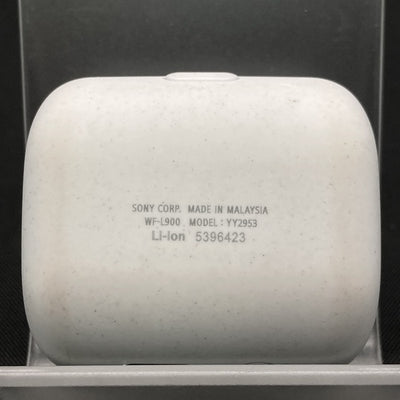 SONY CORP. MADE IN MALAYSIA
WF-L900 MODEL : YY2953
Li-ion 5396423